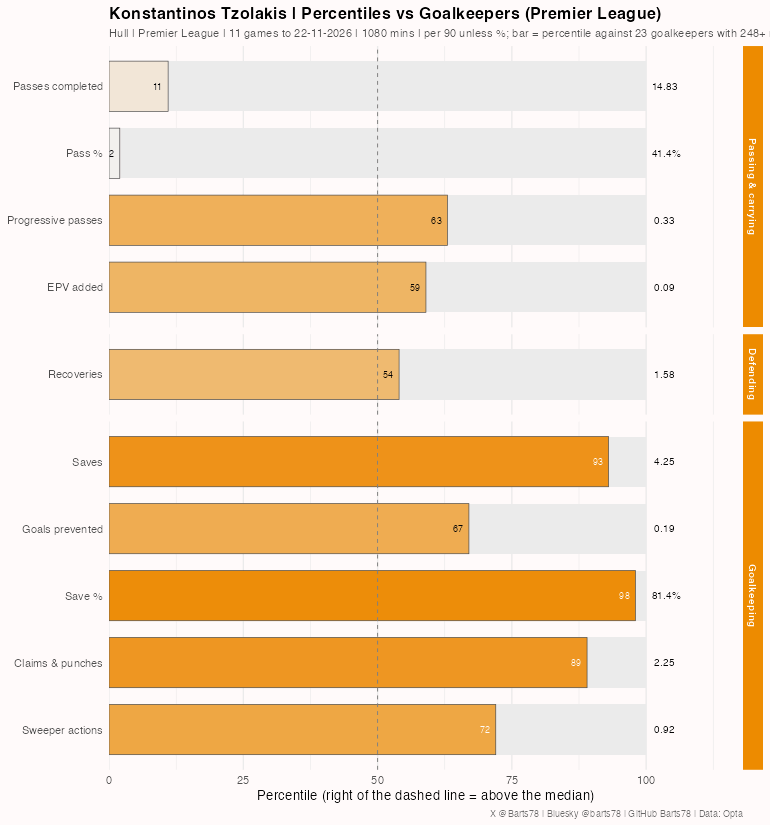 Konstantinos Tzolakis | Percentiles vs Goalkeepers (Premier League)
Hull | Premier League | 11 games to 22-11-2026 | 1080 mins | per 90 unless %; bar = percentile against 23 goalkeepers with 248+
Passes completed 11 14.83
Pass % 2 41.4%
Progressive passes 63 0.33
EPV added 59 0.09
Passing & carrying
Recoveries 54 1.58
Defending
Saves 93 4.25
Goals prevented 67 0.19
Save % 98 81.4%
Claims & punches 89 2.25
Sweeper actions 72 0.92
Goalkeeping
0 25 50 75 100
Percentile (right of the dashed line = above the median)
X @Barts78 | Bluesky @barts78 | GitHub Barts78 | Data: Opta